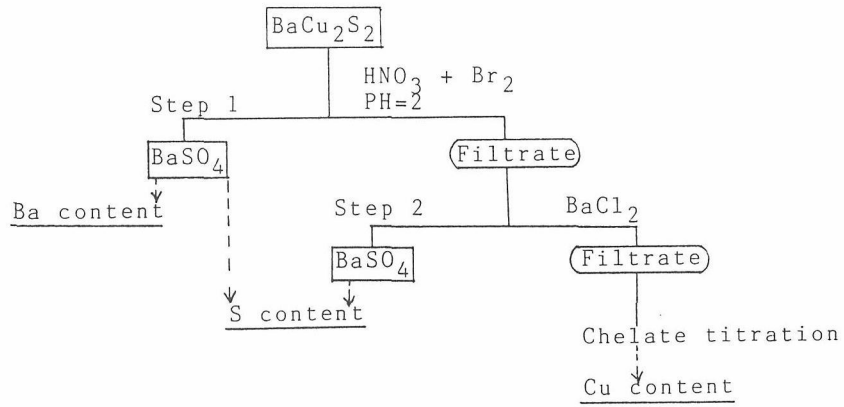 BaCu₂S₂
HNO₃ + Br₂
PH=2
Step 1
BaSO₄
Filtrate
Ba content
Step 2
BaCl₂
BaSO₄
Filtrate
S content
Chelate titration
Cu content